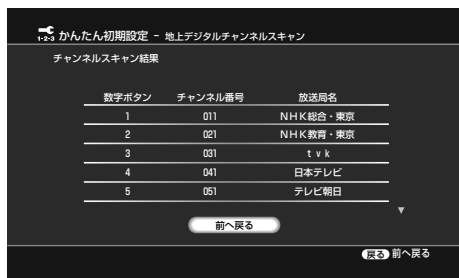 1-2-3 かんたん初期設定 - 地上デジタルチャンネルスキャン
チャンネルスキャン結果
数字ボタン チャンネル番号 放送局名
1 011 NHK総合・東京
2 021 NHK教育・東京
3 031 tvk
4 041 日本テレビ
5 051 テレビ朝日
▼
前へ戻る
戻る 前へ戻る